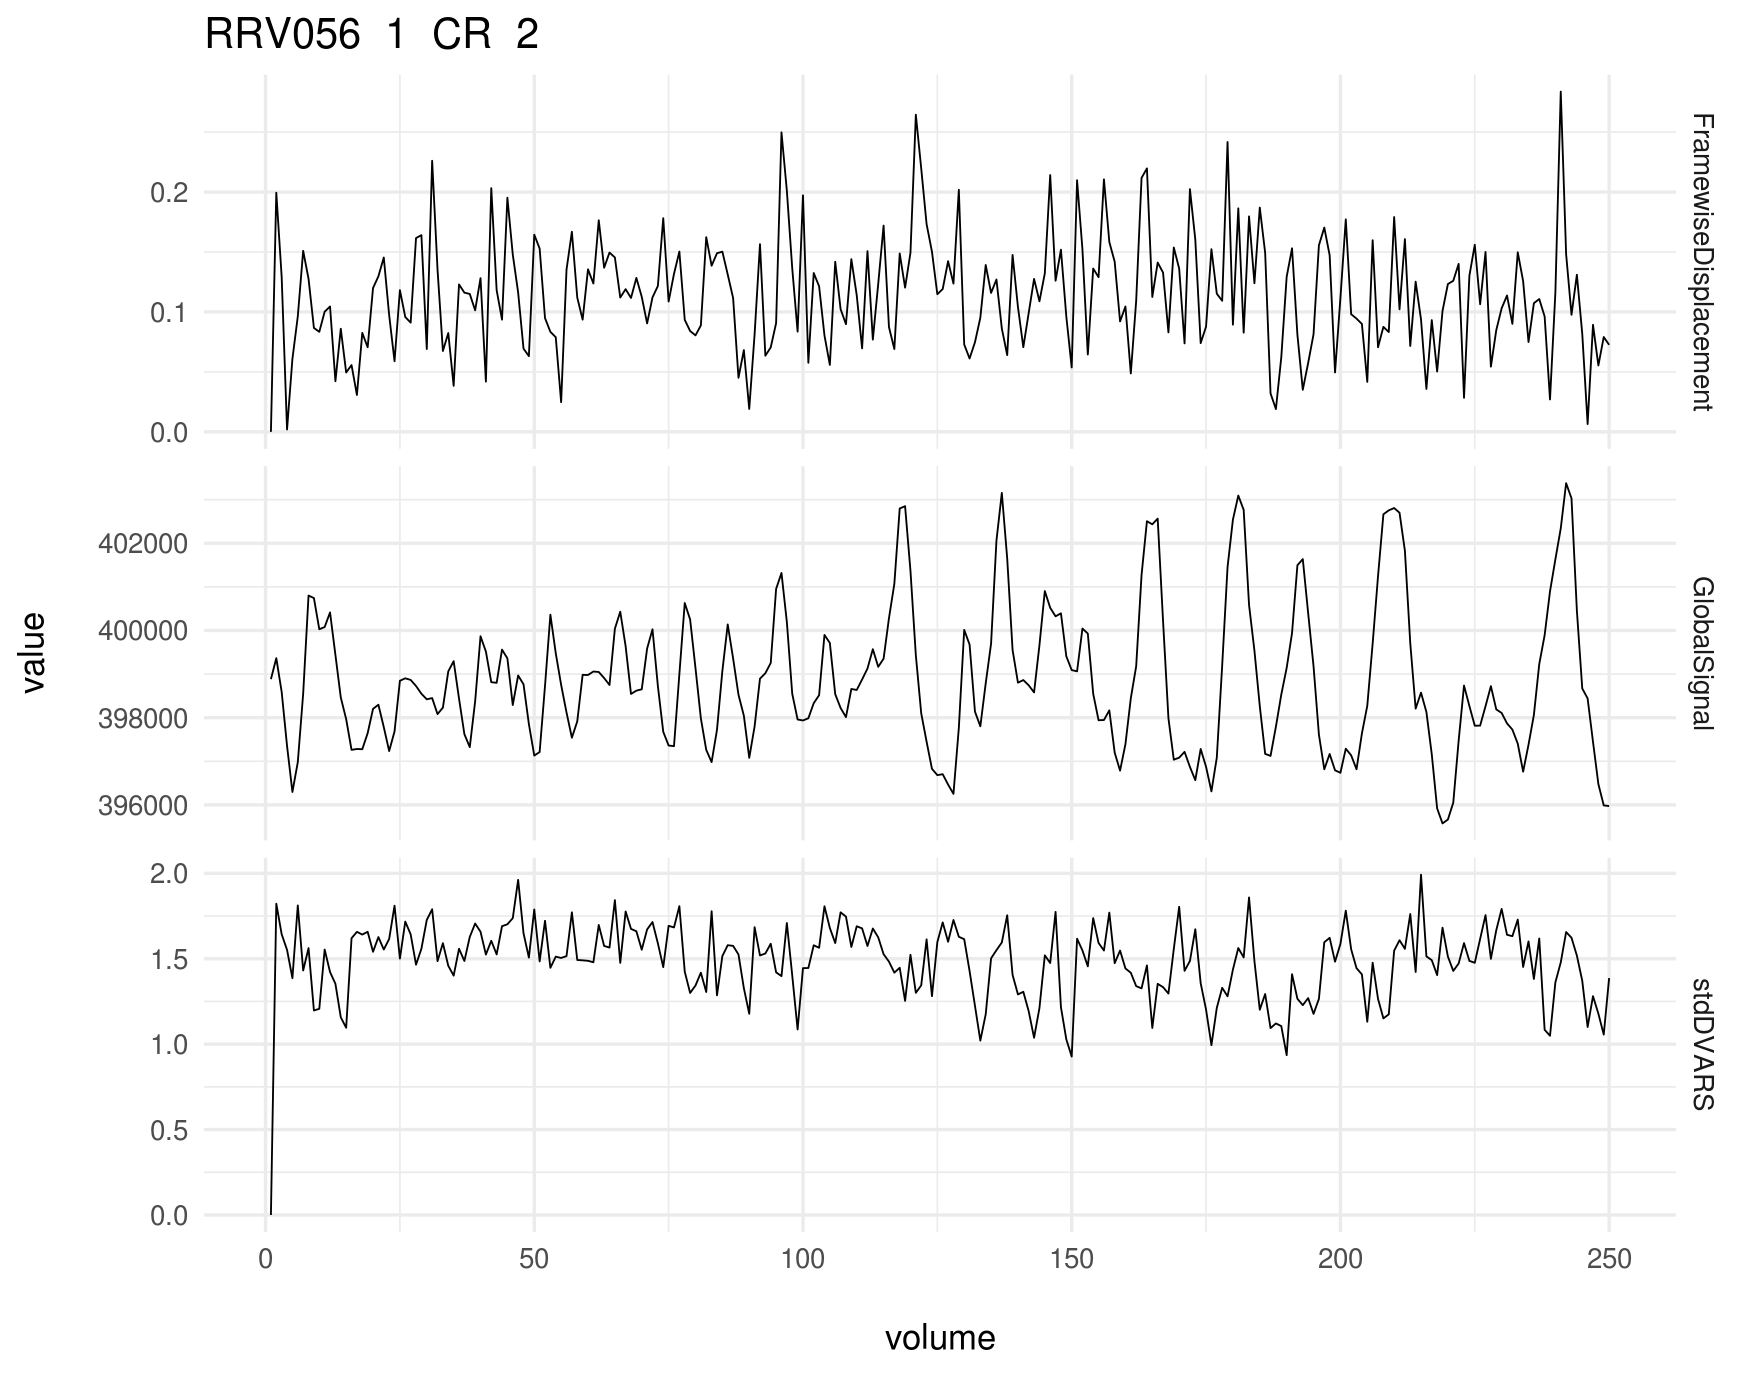 RRV056 1 CR 2
0.2
0.1
0.0
FramewiseDisplacement
402000
400000
398000
396000
GlobalSignal
value
2.0
1.5
1.0
0.5
0.0
stdDVARS
0 50 100 150 200 250
volume